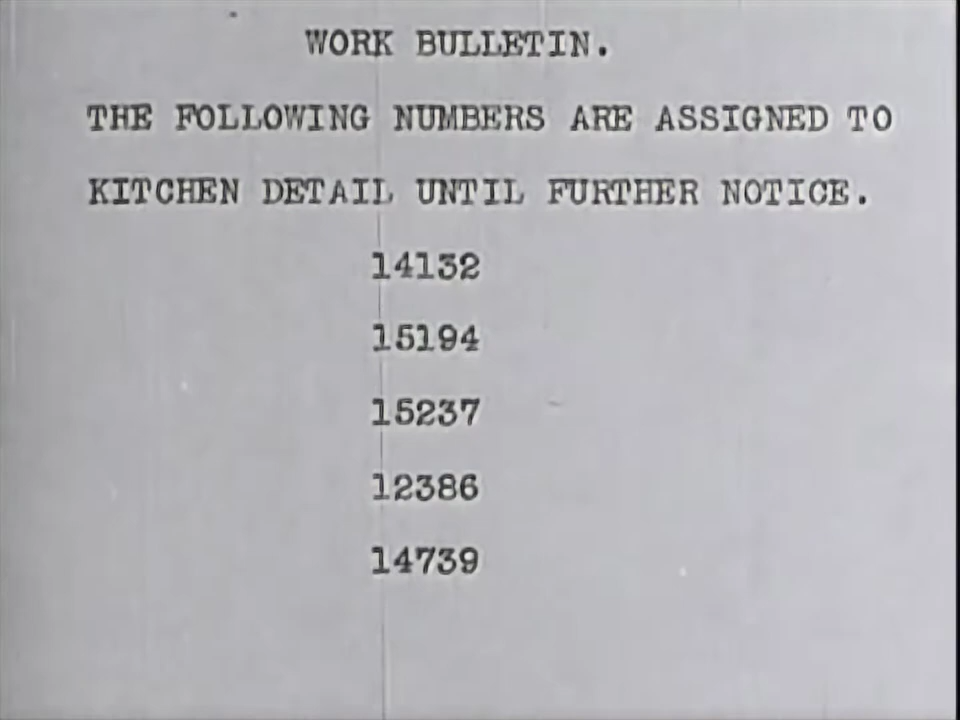 WORK BULLETIN.
THE FOLLOWING NUMBERS ARE ASSIGNED TO
KITCHEN DETAIL UNTIL FURTHER NOTICE.
14132
15194
15237
12386
14739